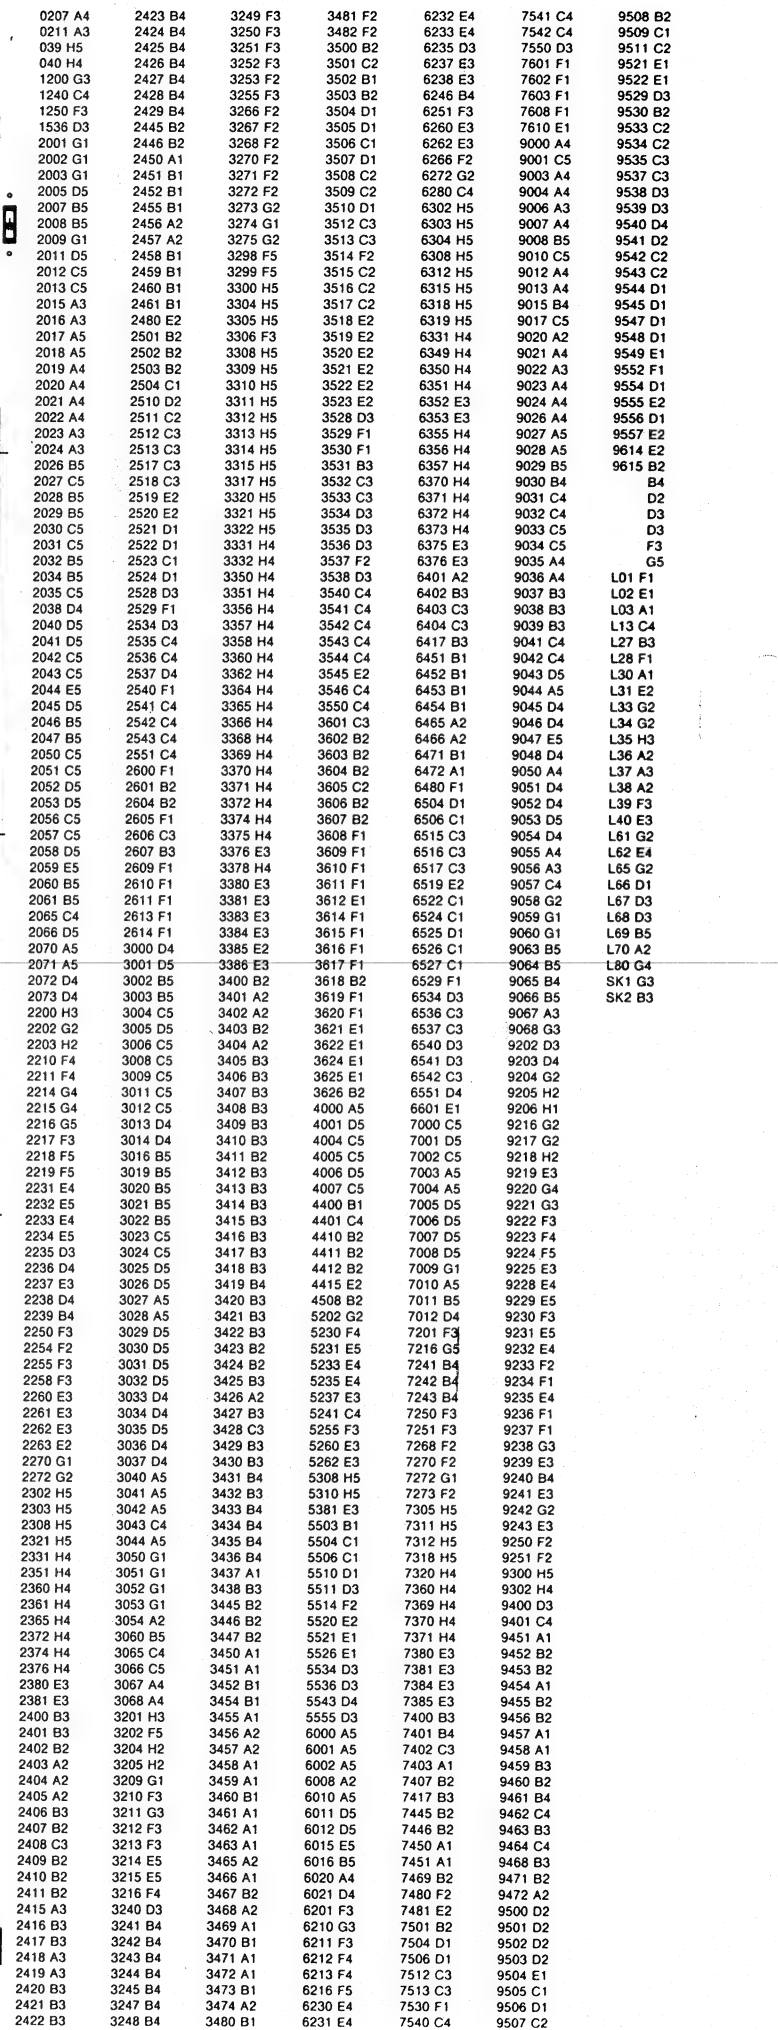 0207 A4
0211 A3
039 H5
040 H4
1200 G3
1240 C4
1250 F3
1536 D3
2001 G1
2002 G1
2003 G1
2005 D5
2007 B5
2008 B5
2009 G1
2011 D5
2012 C5
2013 C5
2015 A3
2016 A3
2017 A5
2018 A5
2019 A4
2020 A4
2021 A4
2022 A4
2023 A3
2024 A3
2026 B5
2027 C5
2028 B5
2029 B5
2030 C5
2031 C5
2032 B5
2034 B5
2035 C5
2038 D4
2040 D5
2041 D5
2042 C5
2043 C5
2044 E5
2045 D5
2046 B5
2047 B5
2050 C5
2051 C5
2052 D5
2053 D5
2056 C5
2057 C5
2058 D5
2059 E5
2060 B5
2061 B5
2065 C4
2066 D5
2070 A5
2071 A5
2072 D4
2073 D4
2200 H3
2202 G2
2203 H2
2210 F4
2211 F4
2214 G4
2215 G4
2216 G5
2217 F3
2218 F5
2219 F5
2231 E4
2232 E5
2233 E4
2234 E5
2235 D3
2236 D4
2237 E3
2238 D4
2239 B4
2250 F3
2254 F2
2255 F3
2258 F3
2260 E3
2261 E3
2262 E3
2263 E2
2270 G1
2272 G2
2302 H5
2303 H5
2308 H5
2321 H5
2331 H4
2351 H4
2360 H4
2361 H4
2365 H4
2372 H4
2374 H4
2376 H4
2380 E3
2381 E3
2400 B3
2401 B3
2402 B2
2403 A2
2404 A2
2405 A2
2406 B3
2407 B2
2408 C3
2409 B2
2410 B2
2411 B2
2415 A3
2416 B3
2417 B3
2418 A3
2419 A3
2420 B3
2421 B3
2422 B3
2423 B4
2424 B4
2425 B4
2426 B4
2427 B4
2428 B4
2429 B4
2445 B2
2446 B2
2450 A1
2451 B1
2452 B1
2455 B1
2456 A2
2457 A2
2458 B1
2459 B1
2460 B1
2461 B1
2480 E2
2501 B2
2502 B2
2503 B2
2504 C1
2510 D2
2511 C2
2512 C3
2513 C3
2517 C3
2518 C3
2519 E2
2520 E2
2521 D1
2522 D1
2523 C1
2524 D1
2528 D3
2529 F1
2534 D3
2535 C4
2536 C4
2537 D4
2540 F1
2541 C4
2542 C4
2543 C4
2551 C4
2600 F1
2601 B2
2604 B2
2605 F1
2606 C3
2607 B3
2609 F1
2610 F1
2611 F1
2613 F1
2614 F1
3000 D4
3001 D5
3002 B5
3003 B5
3004 C5
3005 D5
3006 C5
3008 C5
3009 C5
3011 C5
3012 C5
3013 D4
3014 D4
3016 B5
3019 B5
3020 B5
3021 B5
3022 B5
3023 C5
3024 C5
3025 D5
3026 D5
3027 A5
3028 A5
3029 D5
3030 D5
3031 D5
3032 D5
3033 D4
3034 D4
3035 D5
3036 D4
3037 D4
3040 A5
3041 A5
3042 A5
3043 C4
3044 A5
3050 G1
3051 G1
3052 G1
3053 G1
3054 A2
3060 B5
3065 C4
3066 C5
3067 A4
3068 A4
3201 H3
3202 F5
3204 H2
3205 H2
3209 G1
3210 F3
3211 G3
3212 F3
3213 F3
3214 E5
3215 E5
3216 F4
3240 D3
3241 B4
3242 B4
3243 B4
3244 B4
3245 B4
3247 B4
3248 B4
3249 F3
3250 F3
3251 F3
3252 F3
3253 F2
3255 F3
3266 F2
3267 F2
3268 F2
3270 F2
3271 F2
3272 F2
3273 G2
3274 G1
3275 G2
3298 F5
3299 F5
3300 H5
3304 H5
3305 H5
3306 F3
3308 H5
3309 H5
3310 H5
3311 H5
3312 H5
3313 H5
3314 H5
3315 H5
3317 H5
3320 H5
3321 H5
3322 H5
3331 H4
3332 H4
3350 H4
3351 H4
3356 H4
3357 H4
3358 H4
3360 H4
3362 H4
3364 H4
3365 H4
3366 H4
3368 H4
3369 H4
3370 H4
3371 H4
3372 H4
3374 H4
3375 H4
3376 E3
3378 H4
3380 E3
3381 E3
3383 E3
3384 E3
3385 E2
3386 E3
3400 B2
3401 A2
3402 A2
3403 B2
3404 A2
3405 B3
3406 B3
3407 B3
3408 B3
3409 B3
3410 B3
3411 B2
3412 B3
3413 B3
3414 B3
3415 B3
3416 B3
3417 B3
3418 B3
3419 B4
3420 B3
3421 B3
3422 B3
3423 B2
3424 B2
3425 B3
3426 A2
3427 B3
3428 C3
3429 B3
3430 B3
3431 B4
3432 B3
3433 B4
3434 B4
3435 B4
3436 B4
3437 A1
3438 B3
3445 B2
3446 B2
3447 B2
3450 A1
3451 A1
3452 B1
3454 B1
3455 A1
3456 A2
3457 A2
3458 A1
3459 A1
3460 B1
3461 A1
3462 A1
3463 A1
3465 A2
3466 A1
3467 B2
3468 A2
3469 A1
3470 B1
3471 A1
3472 A1
3473 B1
3474 A2
3480 B1
3481 F2
3482 F2
3500 B2
3501 C2
3502 B1
3503 B2
3504 D1
3505 D1
3506 C1
3507 D1
3508 C2
3509 C2
3510 D1
3512 C3
3513 C3
3514 F2
3515 C2
3516 C2
3517 C2
3518 E2
3519 E2
3520 E2
3521 E2
3522 E2
3523 E2
3528 D3
3529 F1
3530 F1
3531 B3
3532 C3
3533 C3
3534 D3
3535 D3
3536 D3
3537 F2
3538 D3
3540 C4
3541 C4
3542 C4
3543 C4
3544 C4
3545 E2
3546 C4
3550 C4
3601 C3
3602 B2
3603 B2
3604 B2
3605 C2
3606 B2
3607 B2
3608 F1
3609 F1
3610 F1
3611 F1
3612 E1
3614 F1
3615 F1
3616 F1
3617 F1
3618 B2
3619 F1
3620 F1
3621 E1
3622 E1
3624 E1
3625 E1
3626 B2
4000 A5
4001 D5
4004 C5
4005 C5
4006 D5
4007 C5
4400 B1
4401 C4
4410 B2
4411 B2
4412 B2
4415 E2
4508 B2
5202 G2
5230 F4
5231 E5
5233 E4
5235 E4
5237 E3
5241 C4
5255 F3
5260 E3
5262 E3
5308 H5
5310 H5
5381 E3
5503 B1
5504 C1
5506 C1
5510 D1
5511 D3
5514 F2
5520 E2
5521 E1
5526 E1
5534 D3
5536 D3
5543 D4
5555 D3
6000 A5
6001 A5
6002 A5
6008 A2
6010 A5
6011 D5
6012 D5
6015 E5
6016 B5
6020 A4
6021 D4
6201 F3
6210 G3
6211 F3
6212 F4
6213 F4
6216 F5
6230 E4
6231 E4
6232 E4
6233 E4
6235 D3
6237 E3
6238 E3
6246 B4
6251 F3
6260 E3
6262 E3
6266 F2
6272 G2
6280 C4
6302 H5
6303 H5
6304 H5
6308 H5
6312 H5
6315 H5
6318 H5
6319 H5
6331 H4
6349 H4
6350 H4
6351 H4
6352 E3
6353 E3
6355 H4
6356 H4
6357 H4
6370 H4
6371 H4
6372 H4
6373 H4
6375 E3
6376 E3
6401 A2
6402 B3
6403 C3
6404 C3
6417 B3
6451 B1
6452 B1
6453 B1
6454 B1
6465 A2
6466 A2
6471 B1
6472 A1
6480 F1
6504 D1
6506 C1
6515 C3
6516 C3
6517 C3
6519 E2
6522 C1
6524 C1
6525 D1
6526 C1
6527 C1
6529 F1
6534 D3
6536 C3
6537 C3
6540 D3
6541 D3
6542 C3
6551 D4
6601 E1
7000 C5
7001 D5
7002 C5
7003 A5
7004 A5
7005 D5
7006 D5
7007 D5
7008 D5
7009 G1
7010 A5
7011 B5
7012 D4
7201 F3
7216 G5
7241 B4
7242 B4
7243 B4
7250 F3
7251 F3
7268 F2
7270 F2
7272 G1
7273 F2
7305 H5
7311 H5
7312 H5
7318 H5
7320 H4
7360 H4
7369 H4
7370 H4
7371 H4
7380 E3
7381 E3
7384 E3
7385 E3
7400 B3
7401 B4
7402 C3
7403 A1
7407 B2
7417 B3
7445 B2
7446 B2
7450 A1
7451 A1
7469 B2
7480 F2
7481 E2
7501 B2
7504 D1
7506 D1
7512 C3
7513 C3
7530 F1
7540 C4
7541 C4
7542 C4
7550 D3
7601 F1
7602 F1
7603 F1
7608 F1
7610 E1
9000 A4
9001 C5
9003 A4
9004 A4
9006 A3
9007 A4
9008 B5
9010 C5
9012 A4
9013 A4
9015 B4
9017 C5
9020 A2
9021 A4
9022 A3
9023 A4
9024 A4
9026 A4
9027 A5
9028 A5
9029 B5
9030 B4
9031 C4
9032 C4
9033 C5
9034 C5
9035 A4
9036 A4
9037 B3
9038 B3
9039 B3
9041 C4
9042 C4
9043 D5
9044 A5
9045 D4
9046 D4
9047 E5
9048 D4
9050 A4
9051 D4
9052 D4
9053 D5
9054 D4
9055 A4
9056 A3
9057 C4
9058 G2
9059 G1
9060 G1
9063 B5
9064 B5
9065 B4
9066 B5
9067 A3
9068 G3
9202 D3
9203 D4
9204 G2
9205 H2
9206 H1
9216 G2
9217 G2
9218 H2
9219 E3
9220 G4
9221 G3
9222 F3
9223 F4
9224 F5
9225 E3
9228 E4
9229 E5
9230 F3
9231 E5
9232 E4
9233 F2
9234 F1
9235 E4
9236 F1
9237 F1
9238 G3
9239 E3
9240 B4
9241 E3
9242 G2
9243 E3
9250 F2
9251 F2
9300 H5
9302 H4
9400 D3
9401 C4
9451 A1
9452 B2
9453 B2
9454 A1
9455 B2
9456 B2
9457 A1
9458 A1
9459 B3
9460 B2
9461 B4
9462 C4
9463 B3
9464 C4
9468 B3
9471 B2
9472 A2
9500 D2
9501 D2
9502 D2
9503 D2
9504 E1
9505 C1
9506 D1
9507 C2
9508 B2
9509 C1
9511 C2
9521 E1
9522 E1
9529 D3
9530 B2
9533 C2
9534 C2
9535 C3
9537 C3
9538 D3
9539 D3
9540 D4
9541 D2
9542 C2
9543 C2
9544 D1
9545 D1
9547 D1
9548 D1
9549 E1
9552 F1
9554 D1
9555 E2
9556 D1
9557 E2
9614 E2
9615 B2
B4
D2
D3
D3
F3
G5
L01 F1
L02 E1
L03 A1
L13 C4
L27 B3
L28 F1
L30 A1
L31 E2
L33 G2
L34 G2
L35 H3
L36 A2
L37 A3
L38 A2
L39 F3
L40 E3
L61 G2
L62 E4
L65 G2
L66 D1
L67 D3
L68 D3
L69 B5
L70 A2
L80 G4
SK1 G3
SK2 B3